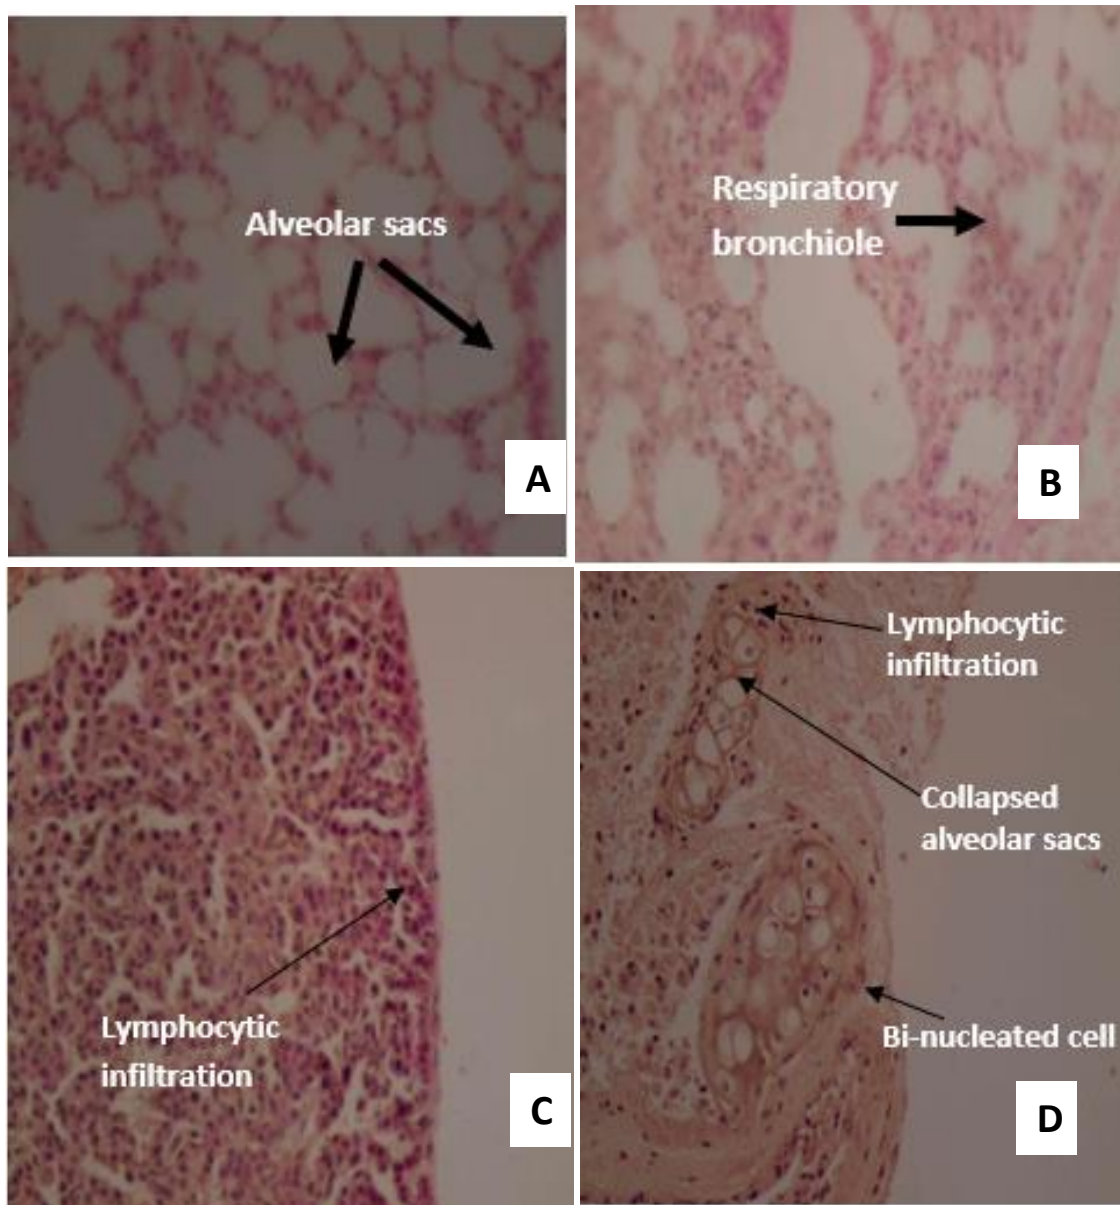 Alveolar sacs
A
Respiratory
bronchiole
B
Lymphocytic
infiltration
C
Lymphocytic
infiltration
Collapsed
alveolar sacs
Bi-nucleated cell
D